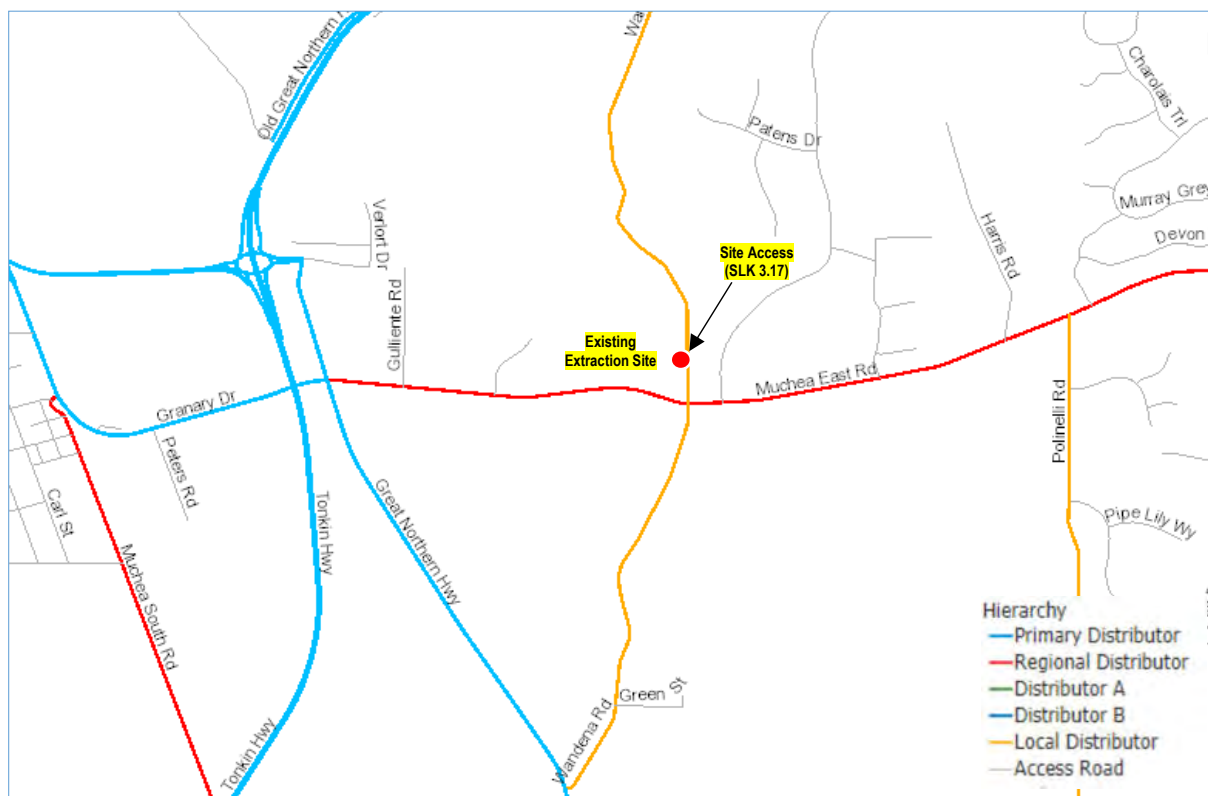 Old Great Northern H
Wa
Charolais Trl
Patens Dr
Murray Grey
Devon
Harris Rd
Verlort Dr
Site Access
(SLK 3.17)
Gulliente Rd
Existing
Extraction Site
Muchea East Rd
Granary Dr
Peters Rd
Polinelli Rd
Carl St
Tonkin Hwy
Great Northern Hwy
Pipe Lily Wy
Muchea South Rd
Green St
Wandena Rd
Tonkin Hwy
Hierarchy
Primary Distributor
Regional Distributor
Distributor A
Distributor B
Local Distributor
Access Road